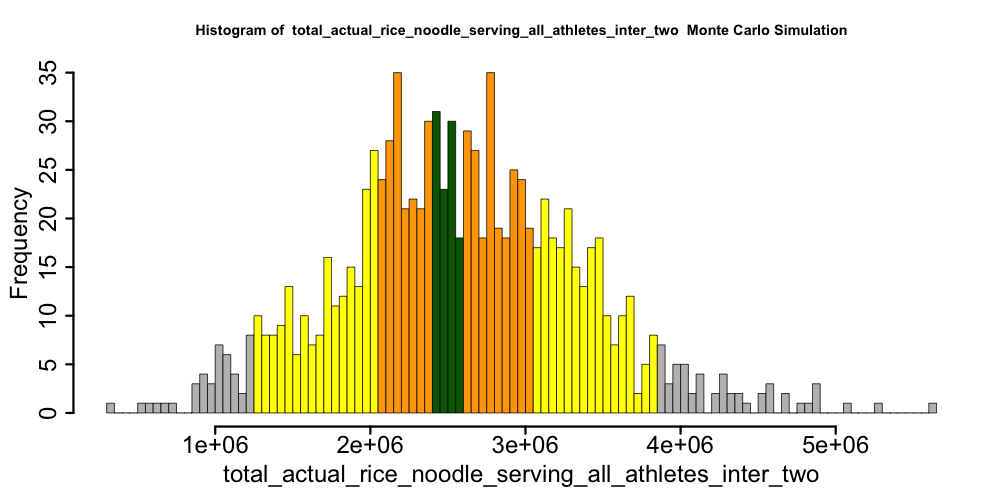 Histogram of  total_actual_rice_noodle_serving_all_athletes_inter_two  Monte Carlo Simulation
35
30
25
20
15
10
5
0
Frequency
1e+06 2e+06 3e+06 4e+06 5e+06
total_actual_rice_noodle_serving_all_athletes_inter_two